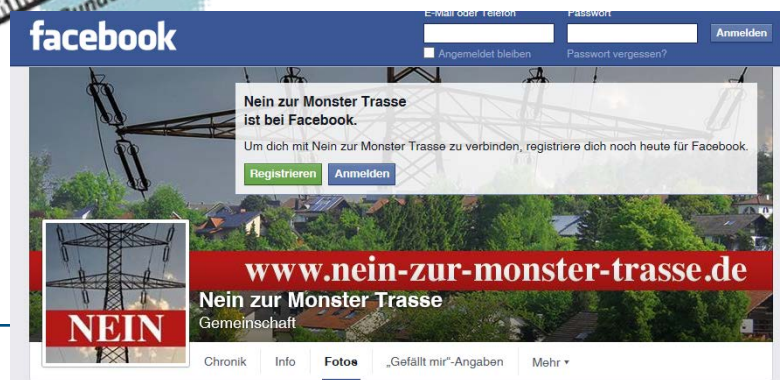 facebook
E-Mail oder Telefon
Passwort
Anmelden
Angemeldet bleiben
Passwort vergessen?
Nein zur Monster Trasse
ist bei Facebook.
Um dich mit Nein zur Monster Trasse zu verbinden, registriere dich noch heute für Facebook.
Registrieren Anmelden
www.nein-zur-monster-trasse.de
NEIN
Nein zur Monster Trasse
Gemeinschaft
Chronik Info Fotos „Gefällt mir“-Angaben Mehr